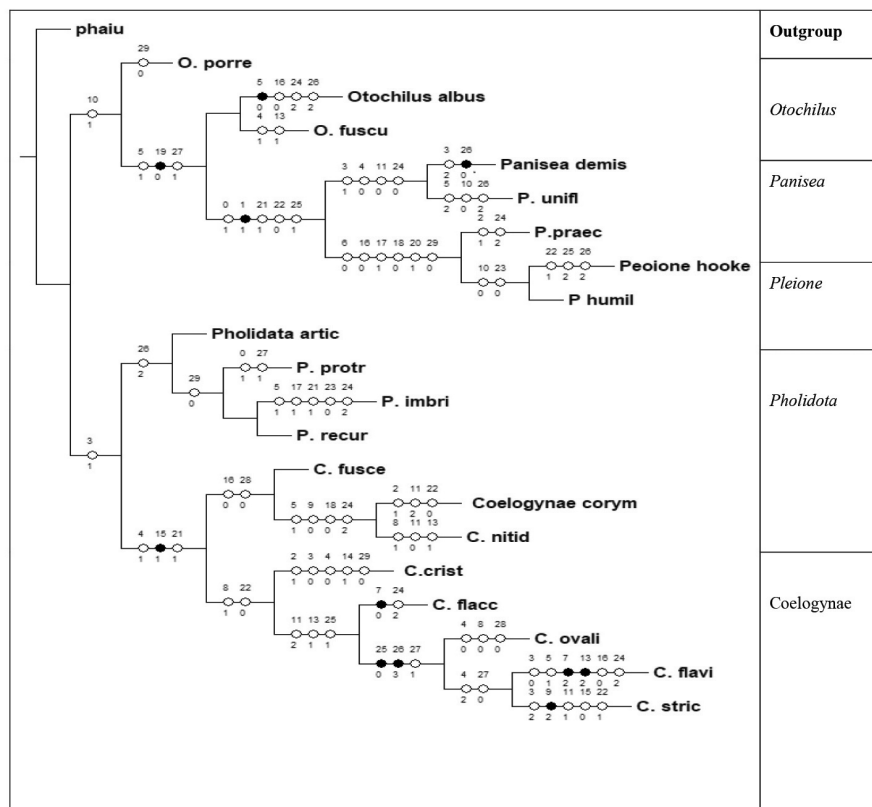 phaiu
Outgroup
29
0
O. porre
10
1
5 16 24 26
0 0 2 2
Otochilus albus
Otochilus
4 13
1 1
O. fuscu
5 19 27
1 0 1
3 26
2 0
Panisea demis
Panisea
3 4 11 24
1 0 0 0
5 10 26
2 0 2
P. unifl
0 1 21 22 25
1 1 1 0 1
2 24
1 2
P.praec
6 16 17 18 20 29
0 0 1 0 1 0
22 25 26
1 2 2
Peoione hooke
Pleione
10 23
0 0
P humil
Pholidata artic
26
2
0 27
1 1
P. protr
29
0
5 17 21 23 24
1 1 1 0 2
P. imbri
Pholidota
P. recur
3
1
C. fusce
16 28
0 0
2 11 22
1 2 0
Coelogynae corym
5 9 18 24
1 0 0 2
8 11 13
1 0 1
C. nitid
4 15 21
1 1 1
2 3 4 14 29
1 0 0 1 0
C.crist
8 22
1 0
7 24
0 2
C. flacc
Coelogynae
11 13 25
2 1 1
4 8 28
0 0 0
C. ovali
25 26 27
0 3 1
3 5 7 13 16 24
0 1 2 2 0 2
C. flavi
4 27
2 0
3 9 11 15 22
2 2 1 0 1
C. stric